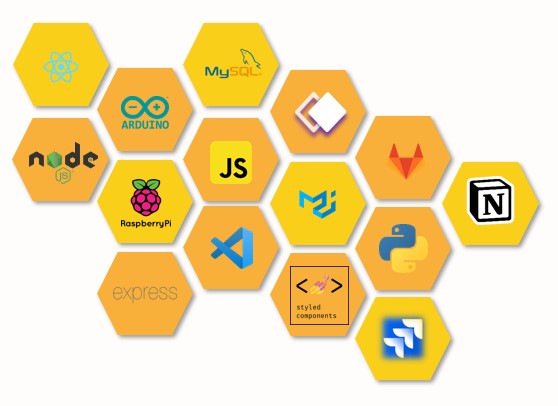 MySQL
ARDUINO
node
JS
JS
N
RaspberryPi
express
< >
styled
components